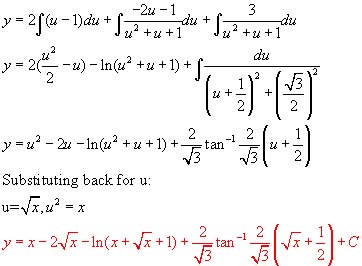 y = 2∫(u − 1)du + ∫(−2u − 1)/(u² + u + 1)du + ∫3/(u² + u + 1)du
y = 2(u²/2 − u) − ln(u² + u + 1) + ∫du/((u + 1/2)² + (√3/2)²)
y = u² − 2u − ln(u² + u + 1) + 2/√3 tan⁻¹ 2/√3 (u + 1/2)
Substituting back for u:
u=√x, u² = x
y = x − 2√x − ln(x + √x + 1) + 2/√3 tan⁻¹ 2/√3 (√x + 1/2) + C